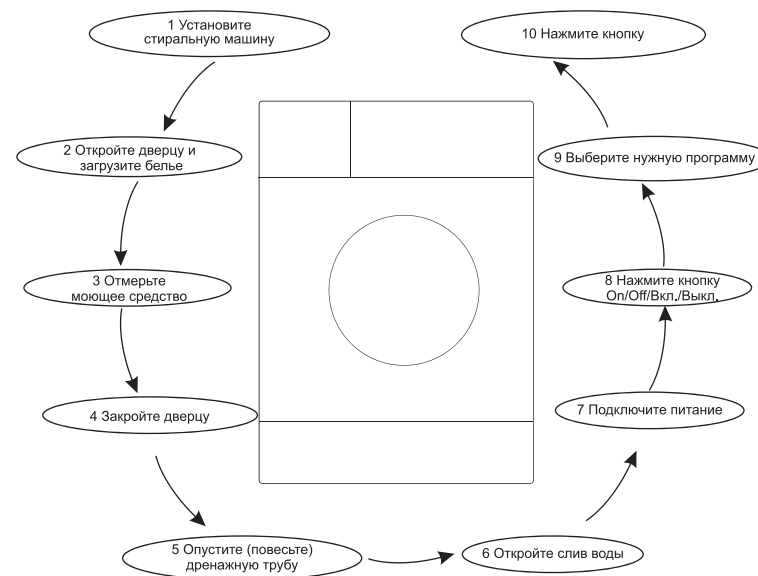 1 Установите
стиральную машину
2 Откройте дверцу и
загрузите белье
3 Отмерьте
моющее средство
4 Закройте дверцу
5 Опустите (повесьте)
дренажную трубу
6 Откройте слив воды
7 Подключите питание
8 Нажмите кнопку
On/Off/Вкл./Выкл.
9 Выберите нужную программу
10 Нажмите кнопку